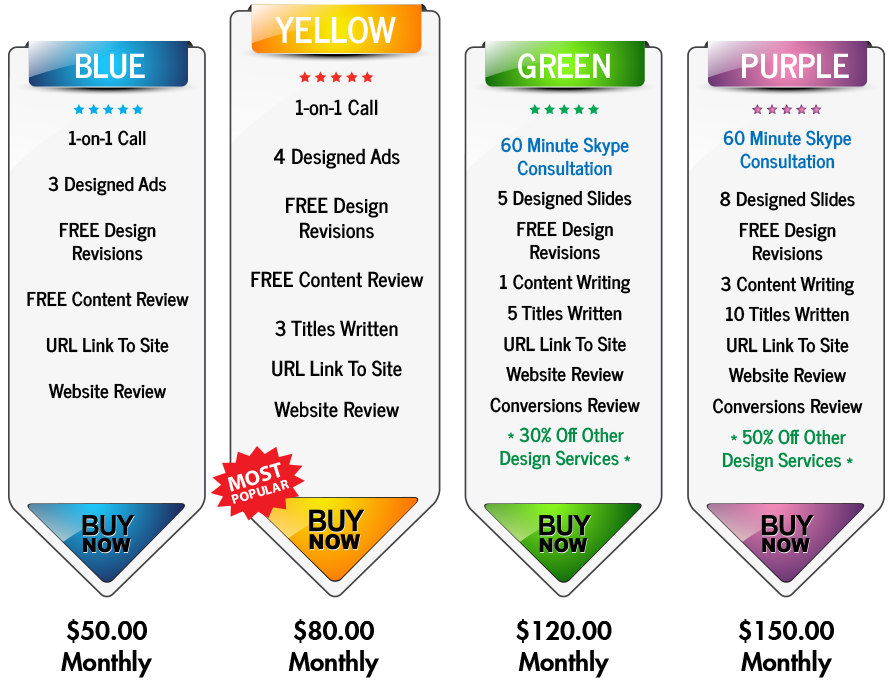 BLUE
1-on-1 Call
3 Designed Ads
FREE Design
Revisions
FREE Content Review
URL Link To Site
Website Review
BUY
NOW
$50.00
Monthly
YELLOW
1-on-1 Call
4 Designed Ads
FREE Design
Revisions
FREE Content Review
3 Titles Written
URL Link To Site
Website Review
MOST
POPULAR
BUY
NOW
$80.00
Monthly
GREEN
60 Minute Skype
Consultation
5 Designed Slides
FREE Design
Revisions
1 Content Writing
5 Titles Written
URL Link To Site
Website Review
Conversions Review
* 30% Off Other
Design Services *
BUY
NOW
$120.00
Monthly
PURPLE
60 Minute Skype
Consultation
8 Designed Slides
FREE Design
Revisions
3 Content Writing
10 Titles Written
URL Link To Site
Website Review
Conversions Review
* 50% Off Other
Design Services *
BUY
NOW
$150.00
Monthly